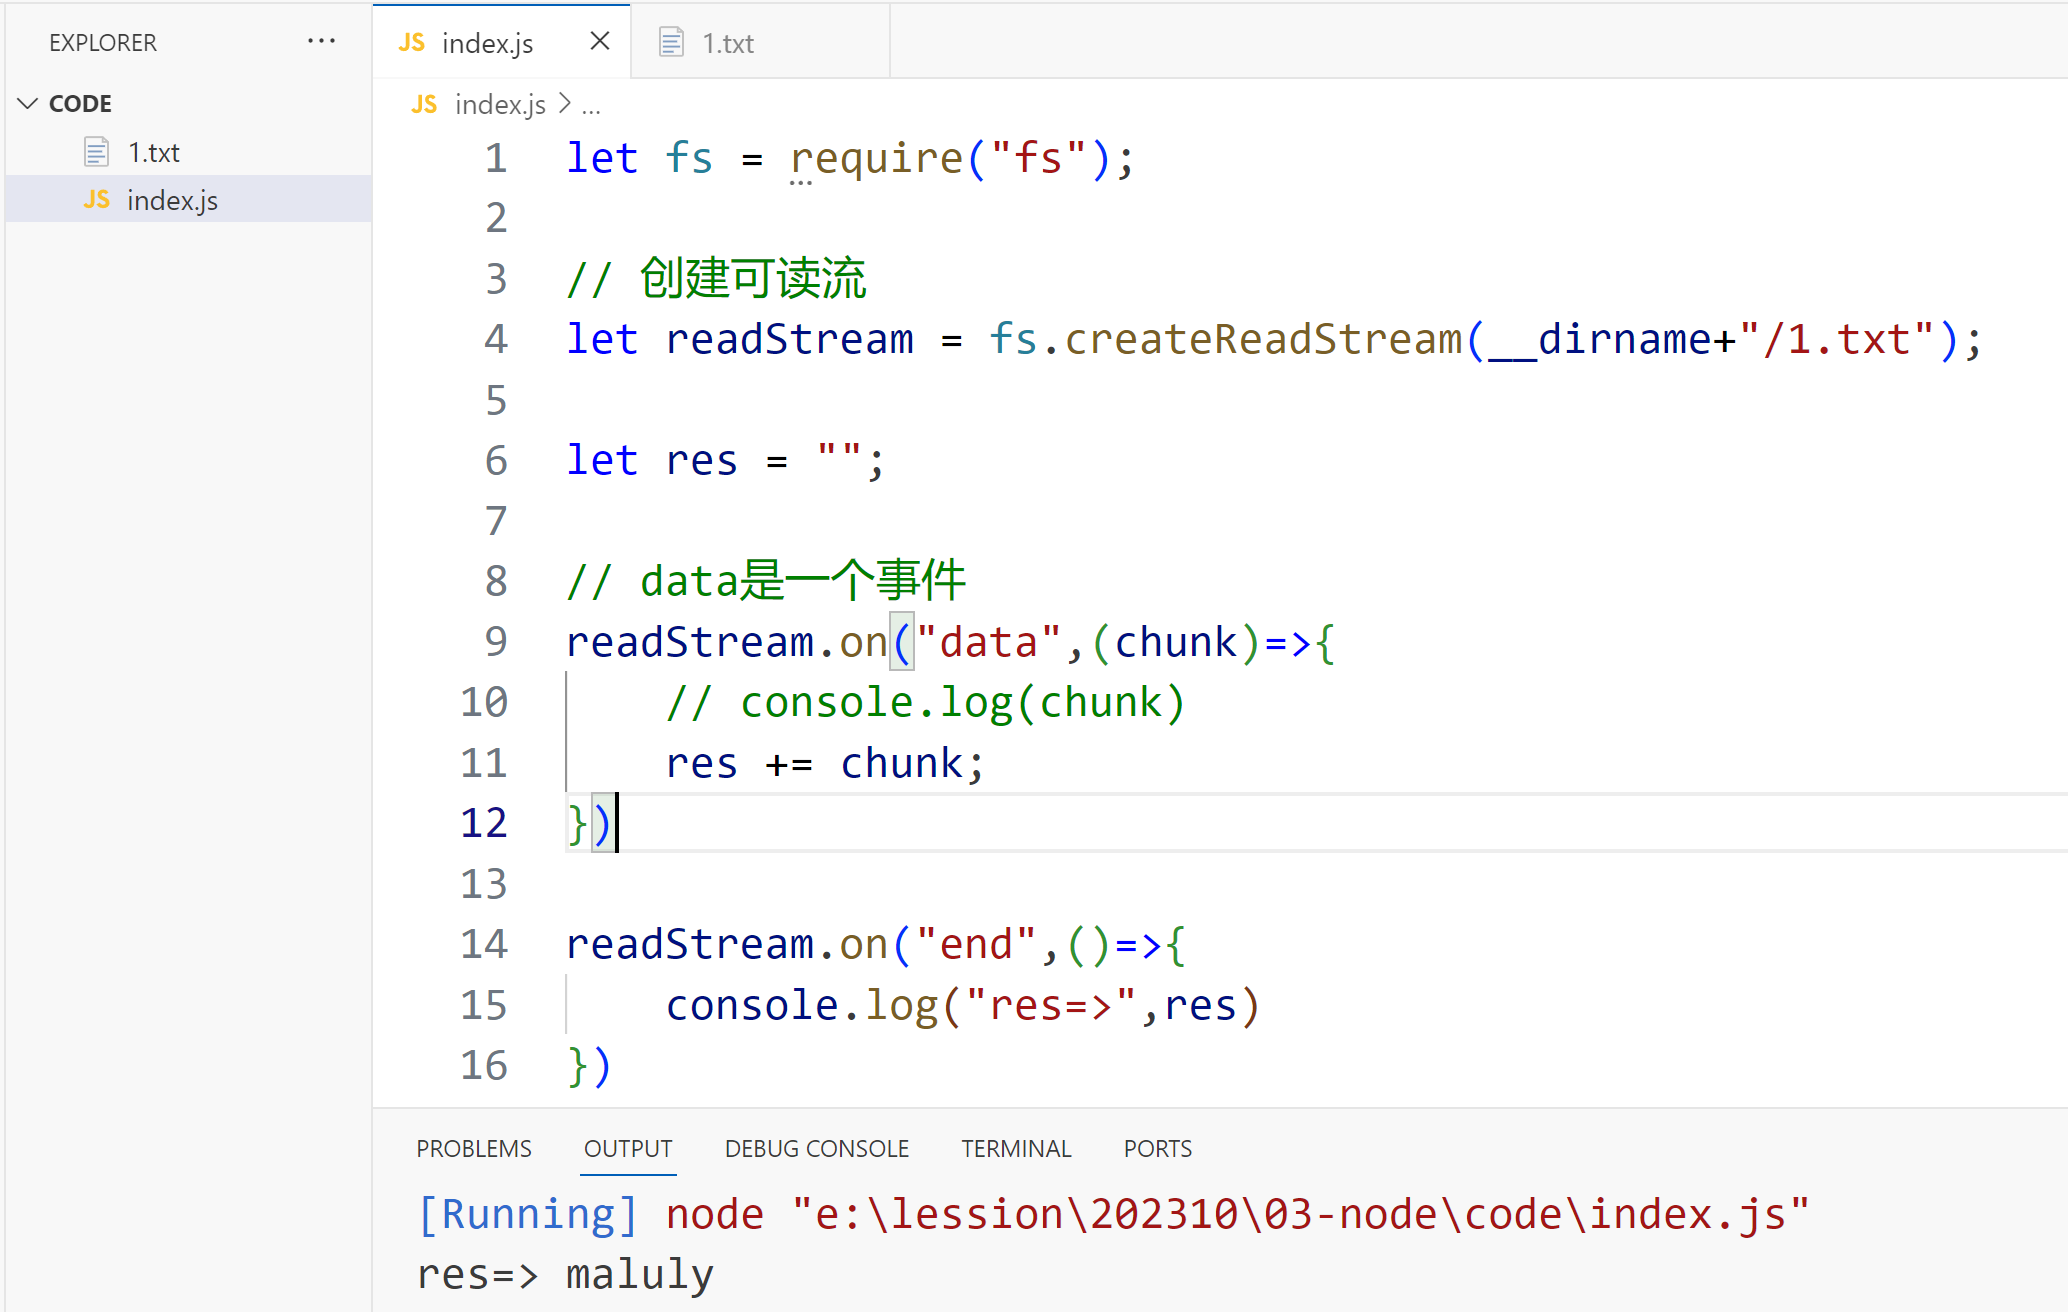 EXPLORER ···
CODE
1.txt
JS index.js
JS index.js
1.txt
JS index.js > ...
1 let fs = require("fs");
2
3 // 创建可读流
4 let readStream = fs.createReadStream(__dirname+"/1.txt");
5
6 let res = "";
7
8 // data是一个事件
9 readStream.on("data",(chunk)=>{
10 // console.log(chunk)
11 res += chunk;
12 })
13
14 readStream.on("end",()=>{
15 console.log("res=>",res)
16 })
PROBLEMS OUTPUT DEBUG CONSOLE TERMINAL PORTS
[Running] node "e:\lession\202310\03-node\code\index.js"
res=> maluly